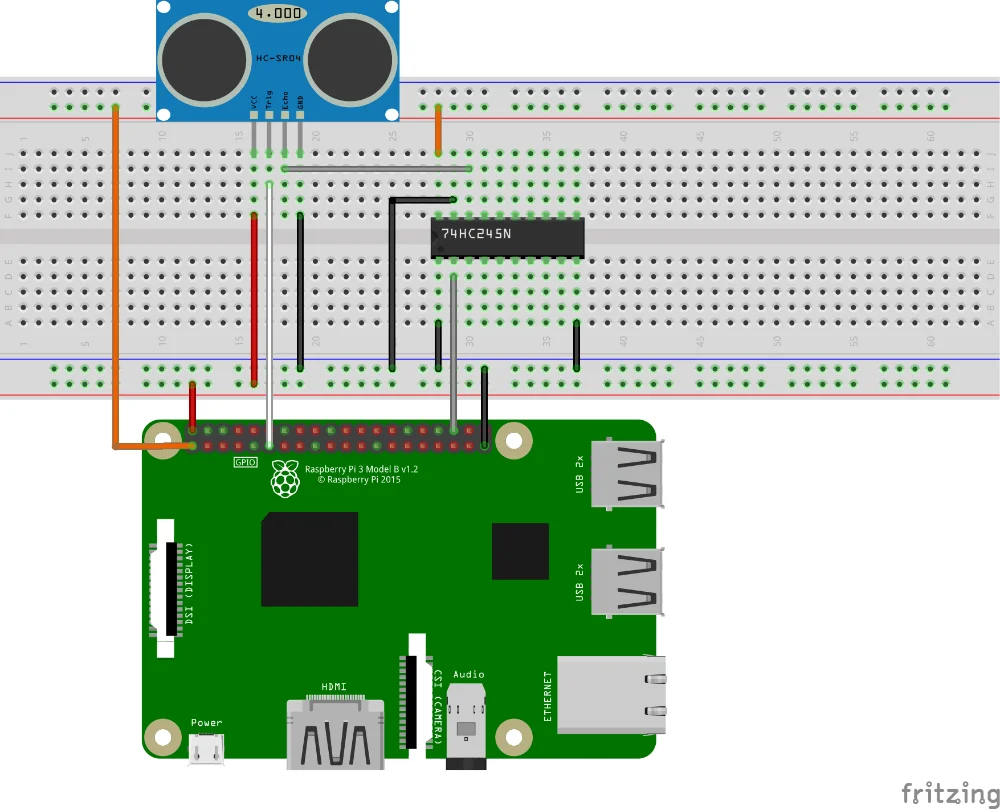 4.000
HC-SR04
VCC
Trig
Echo
GND
1 5 10 15 20 25 30 35 40 45 50 55 60
J
I
H
G
F
74HC245N
E
D
C
B
A
1 5 10 15 20 25 30 35 40 45 50 55 60
GPIO
Raspberry Pi 3 Model B v1.2
© Raspberry Pi 2015
USB 2x
DSI (DISPLAY)
USB 2x
HDMI
CSI (CAMERA)
Audio
ETHERNET
Power
fritzing